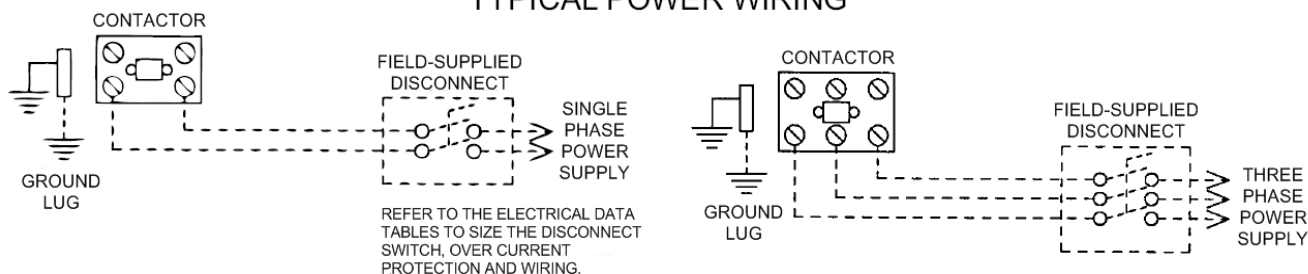 TYPICAL POWER WIRING
CONTACTOR
FIELD-SUPPLIED
DISCONNECT
SINGLE
PHASE
POWER
SUPPLY
GROUND
LUG
REFER TO THE ELECTRICAL DATA
TABLES TO SIZE THE DISCONNECT
SWITCH, OVER CURRENT
PROTECTION AND WIRING.
CONTACTOR
FIELD-SUPPLIED
DISCONNECT
THREE
PHASE
POWER
SUPPLY
GROUND
LUG